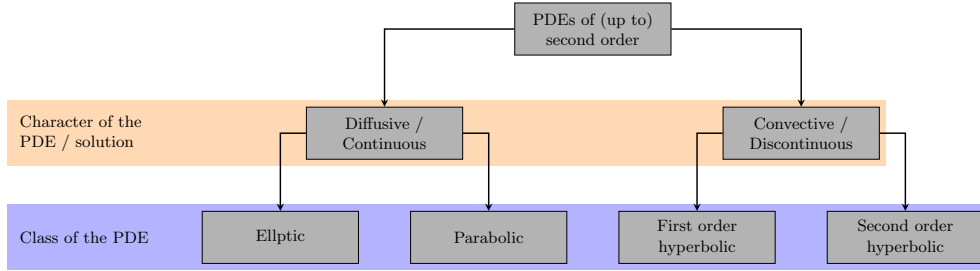 PDEs of (up to)
second order
Character of the
PDE / solution
Diffusive /
Continuous
Convective /
Discontinuous
Class of the PDE
Ellptic
Parabolic
First order
hyperbolic
Second order
hyperbolic